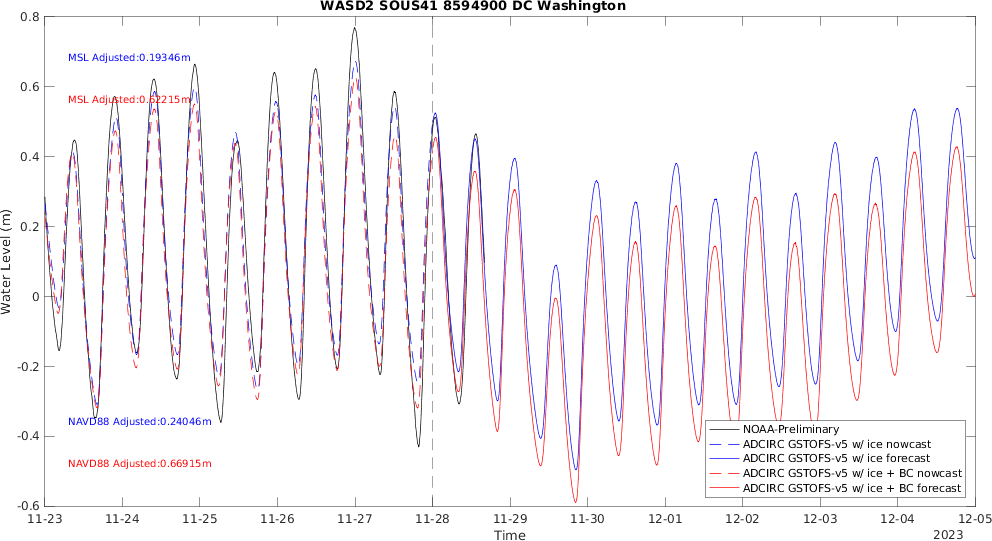 WASD2 SOUS41 8594900 DC Washington
0.8
0.6
0.4
0.2
0
-0.2
-0.4
-0.6
Water Level (m)
MSL Adjusted:0.19346m
MSL Adjusted:0.62215m
NAVD88 Adjusted:0.24046m
NAVD88 Adjusted:0.66915m
NOAA-Preliminary
ADCIRC GSTOFS-v5 w/ ice nowcast
ADCIRC GSTOFS-v5 w/ ice forecast
ADCIRC GSTOFS-v5 w/ ice + BC nowcast
ADCIRC GSTOFS-v5 w/ ice + BC forecast
11-23 11-24 11-25 11-26 11-27 11-28 11-29 11-30 12-01 12-02 12-03 12-04 12-05
Time
2023